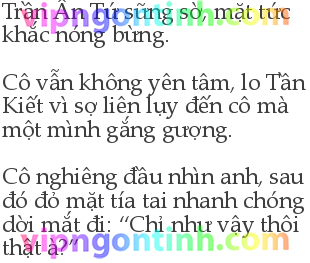 Trần Ân Tứ sững sờ, mặt tức
khắc nóng bừng.
Cô vẫn không yên tâm, lo Tần
Kiết vì sợ liên lụy đến cô mà
một mình gắng gượng.
Cô nghiêng đầu nhìn anh, sau
đó đỏ mặt tía tai nhanh chóng
dời mắt đi: “Chỉ như vậy thôi
thật à?”
vipngontinh.com
vipngontinh.com